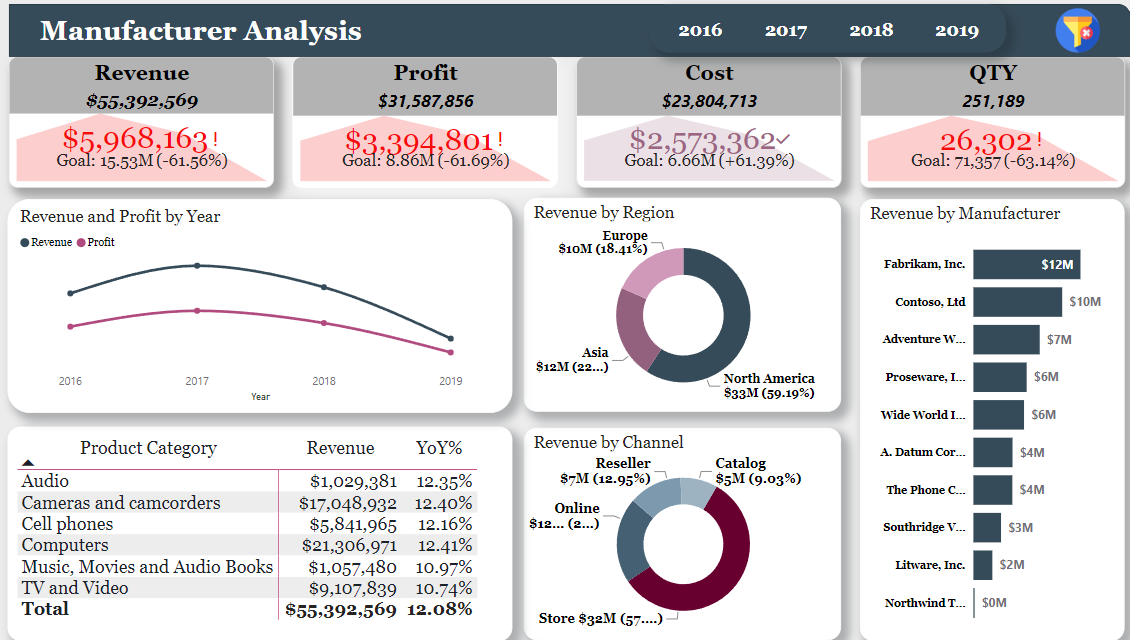 Manufacturer Analysis
2016 2017 2018 2019
Revenue
$55,392,569
$5,968,163!
Goal: 15.53M (-61.56%)
Profit
$31,587,856
$3,394,801!
Goal: 8.86M (-61.69%)
Cost
$23,804,713
$2,573,362✓
Goal: 6.66M (+61.39%)
QTY
251,189
26,302!
Goal: 71,357 (-63.14%)
Revenue and Profit by Year
Revenue Profit
2016 2017 2018 2019
Year
Revenue by Region
Europe
$10M (18.41%)
Asia
$12M (22...)
North America
$33M (59.19%)
Revenue by Manufacturer
Fabrikam, Inc. $12M
Contoso, Ltd $10M
Adventure W... $7M
Proseware, I... $6M
Wide World I... $6M
A. Datum Cor... $4M
The Phone C... $4M
Southridge V... $3M
Litware, Inc. $2M
Northwind T... $0M
Product Category Revenue YoY%
Audio $1,029,381 12.35%
Cameras and camcorders $17,048,932 12.40%
Cell phones $5,841,965 12.16%
Computers $21,306,971 12.41%
Music, Movies and Audio Books $1,057,480 10.97%
TV and Video $9,107,839 10.74%
Total $55,392,569 12.08%
Revenue by Channel
Reseller
$7M (12.95%)
Catalog
$5M (9.03%)
Online
$12... (2...)
Store $32M (57....)